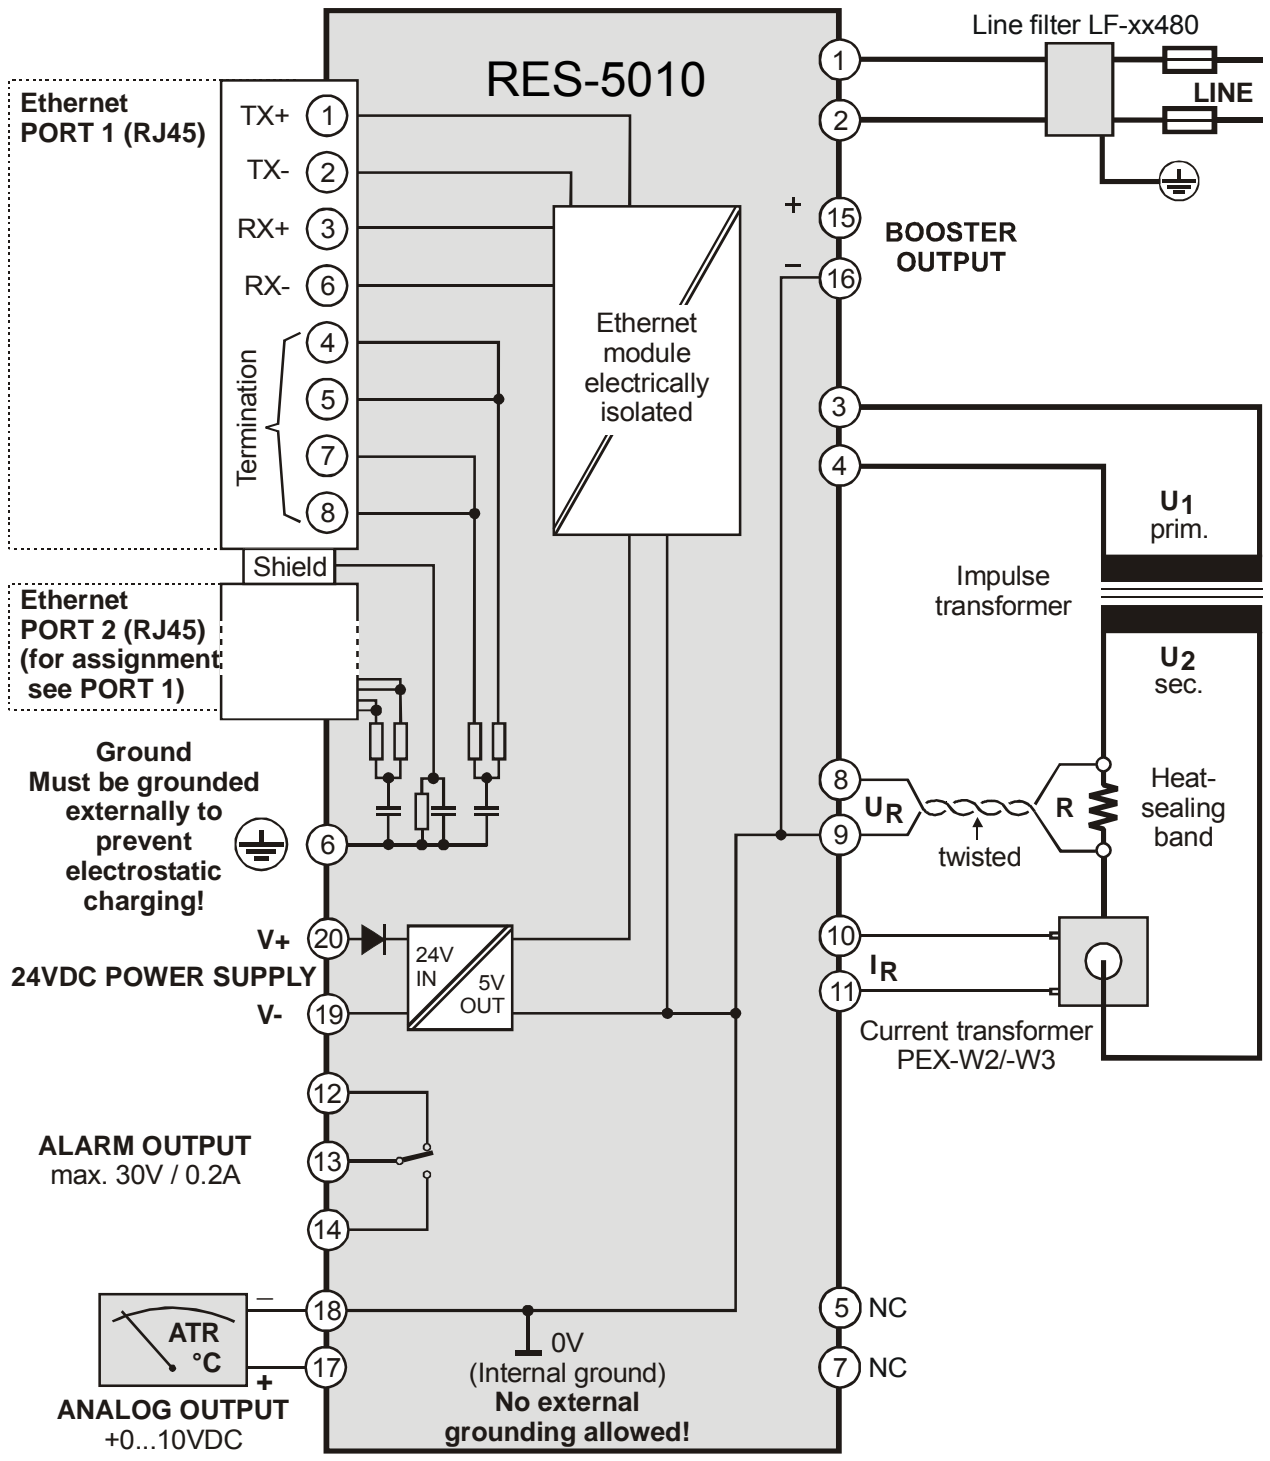 RES-5010
Line filter LF-xx480
LINE
1
2
Ethernet
PORT 1 (RJ45)
TX+ 1
TX- 2
RX+ 3
RX- 6
4
5
7
8
Termination
Shield
Ethernet
module
electrically
isolated
+
15
–
16
BOOSTER
OUTPUT
3
4
U1
prim.
Impulse
transformer
U2
sec.
Ethernet
PORT 2 (RJ45)
(for assignment
see PORT 1)
Ground
Must be grounded
externally to
prevent
electrostatic
charging!
6
8
9
UR
twisted
R
Heat-
sealing
band
10
11
IR
Current transformer
PEX-W2/-W3
V+ 20
24VDC POWER SUPPLY
V- 19
24V
IN
5V
OUT
12
13
14
ALARM OUTPUT
max. 30V / 0.2A
– 18
+ 17
ATR
°C
ANALOG OUTPUT
+0...10VDC
0V
(Internal ground)
No external
grounding allowed!
5 NC
7 NC